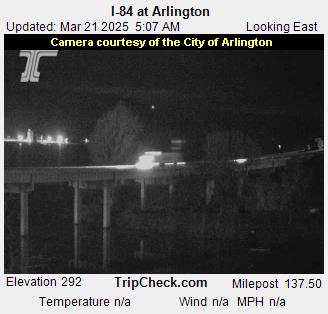 I-84 at Arlington
Updated: Mar 21 2025 5:07 AM Looking East
Camera courtesy of the City of Arlington
Elevation 292 TripCheck.com Milepost 137.50
Temperature n/a Wind n/a MPH n/a